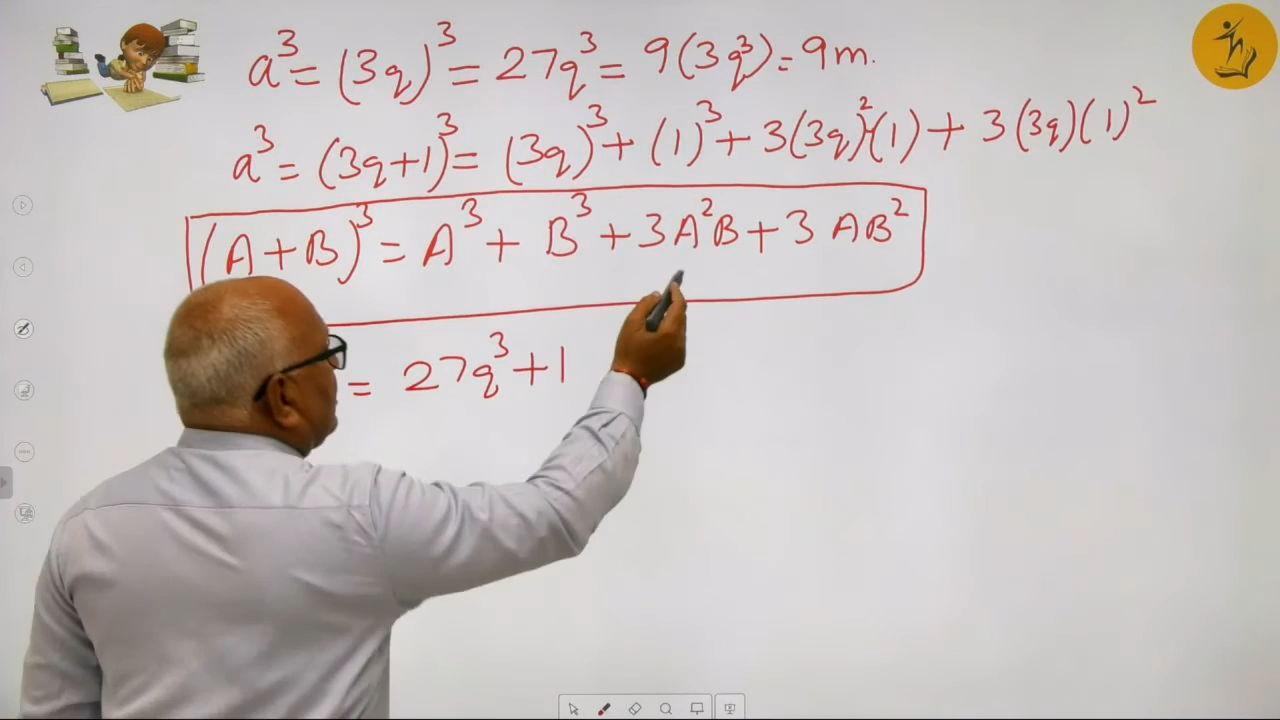 a³ = (3q)³ = 27q³ = 9(3q³) = 9m.
a³ = (3q+1)³ = (3q)³ + (1)³ + 3(3q)²(1) + 3(3q)(1)²
(A+B)³ = A³ + B³ + 3A²B + 3AB²
= 27q³ + 1